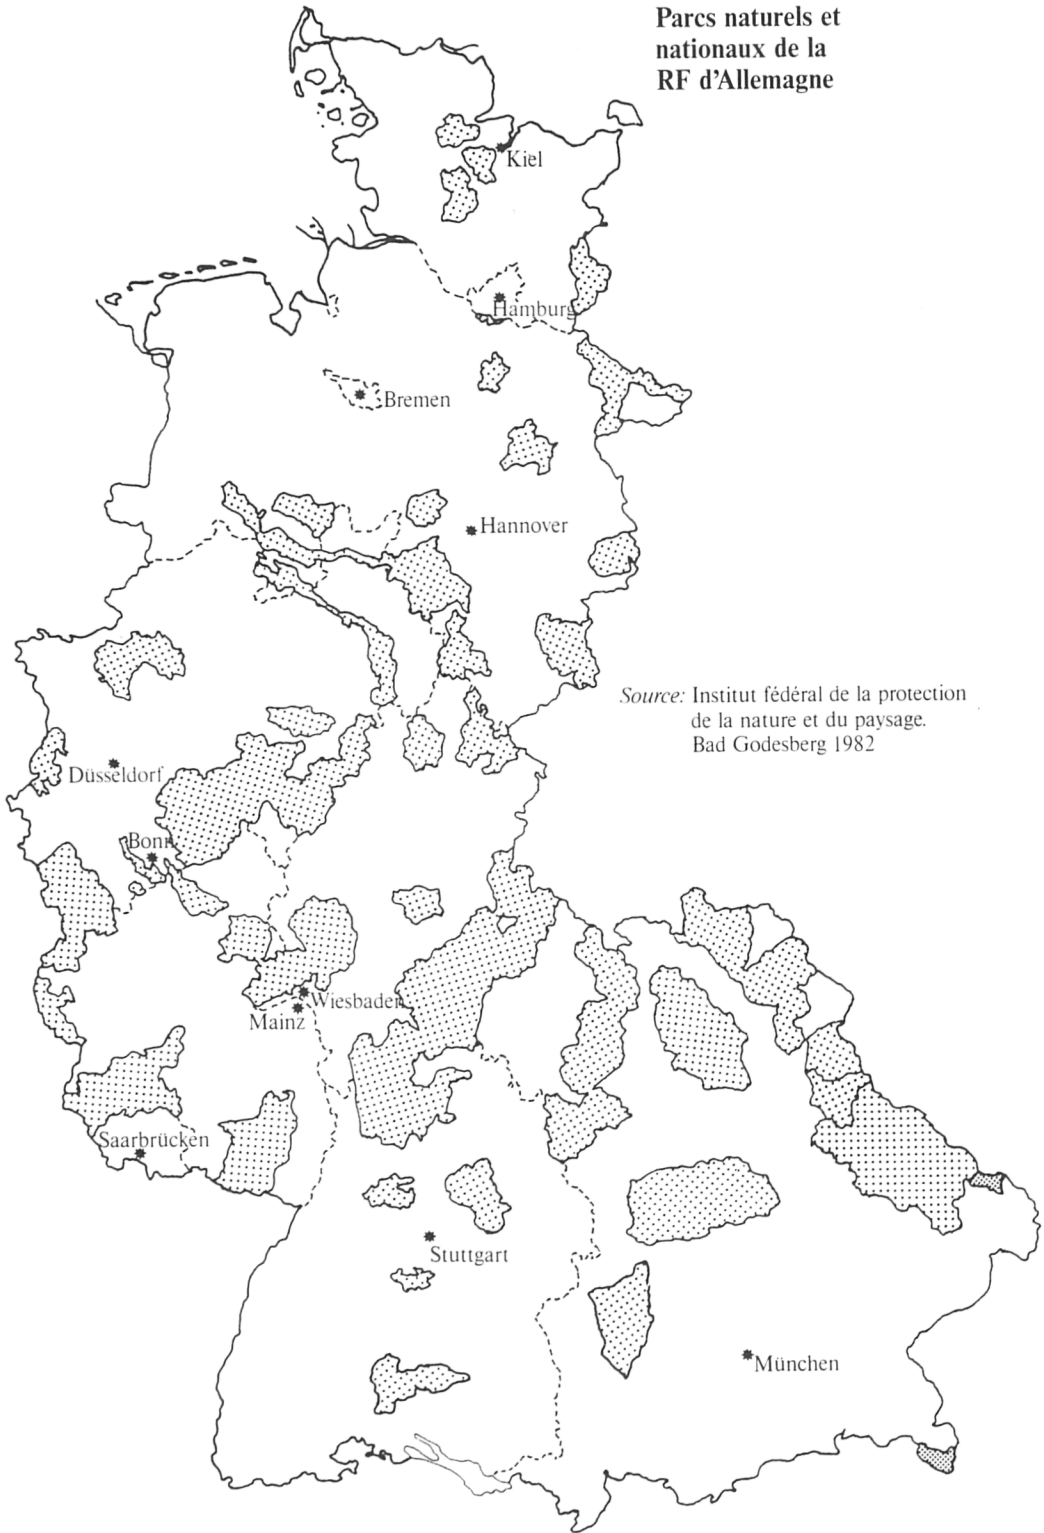 Parcs naturels et
nationaux de la
RF d'Allemagne
Kiel
Hamburg
Bremen
Hannover
Source: Institut fédéral de la protection
de la nature et du paysage.
Bad Godesberg 1982
Düsseldorf
Bonn
Wiesbaden
Mainz
Saarbrücken
Stuttgart
München